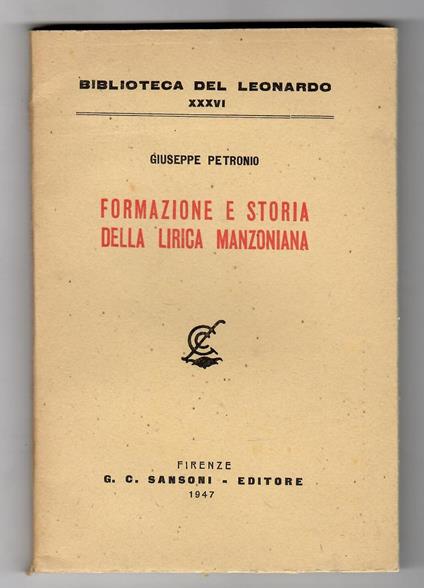 BIBLIOTECA DEL LEONARDO
XXXVI
GIUSEPPE PETRONIO
FORMAZIONE E STORIA
DELLA LIRICA MANZONIANA
FIRENZE
G. C. SANSONI - EDITORE
1947